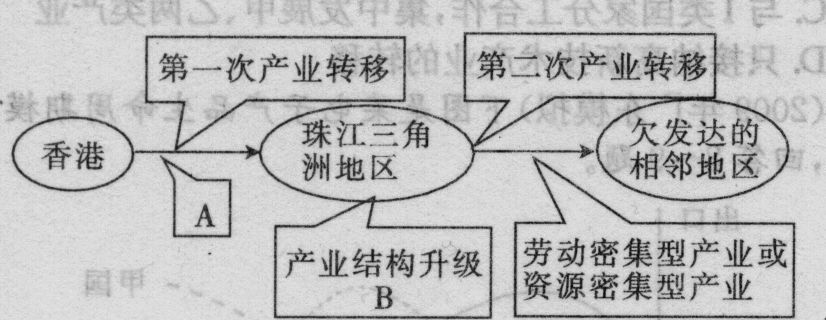 第一次产业转移
第二次产业转移
香港
珠江三角
洲地区
欠发达的
相邻地区
A
产业结构升级
B
劳动密集型产业或
资源密集型产业